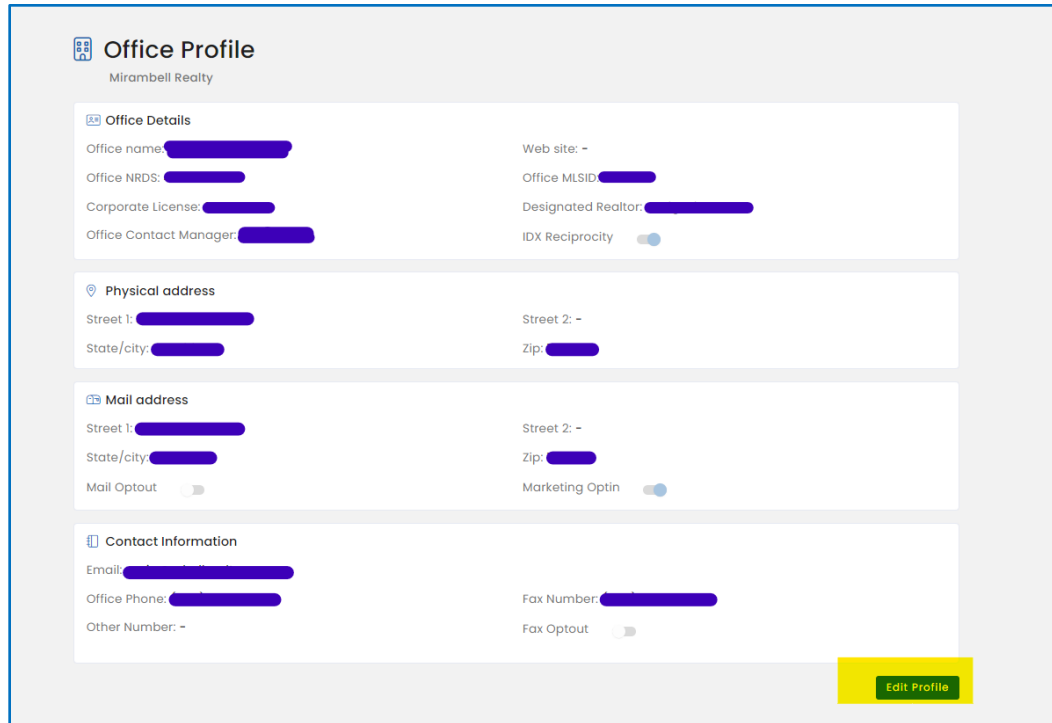 Office Profile
Mirambell Realty
Office Details
Office name:
Web site: -
Office NRDS:
Office MLSID:
Corporate License:
Designated Realtor:
Office Contact Manager:
IDX Reciprocity
Physical address
Street 1:
Street 2: -
State/city:
Zip:
Mail address
Street 1:
Street 2: -
State/city:
Zip:
Mail Optout
Marketing Optin
Contact Information
Email:
Office Phone:
Fax Number:
Other Number: -
Fax Optout
Edit Profile